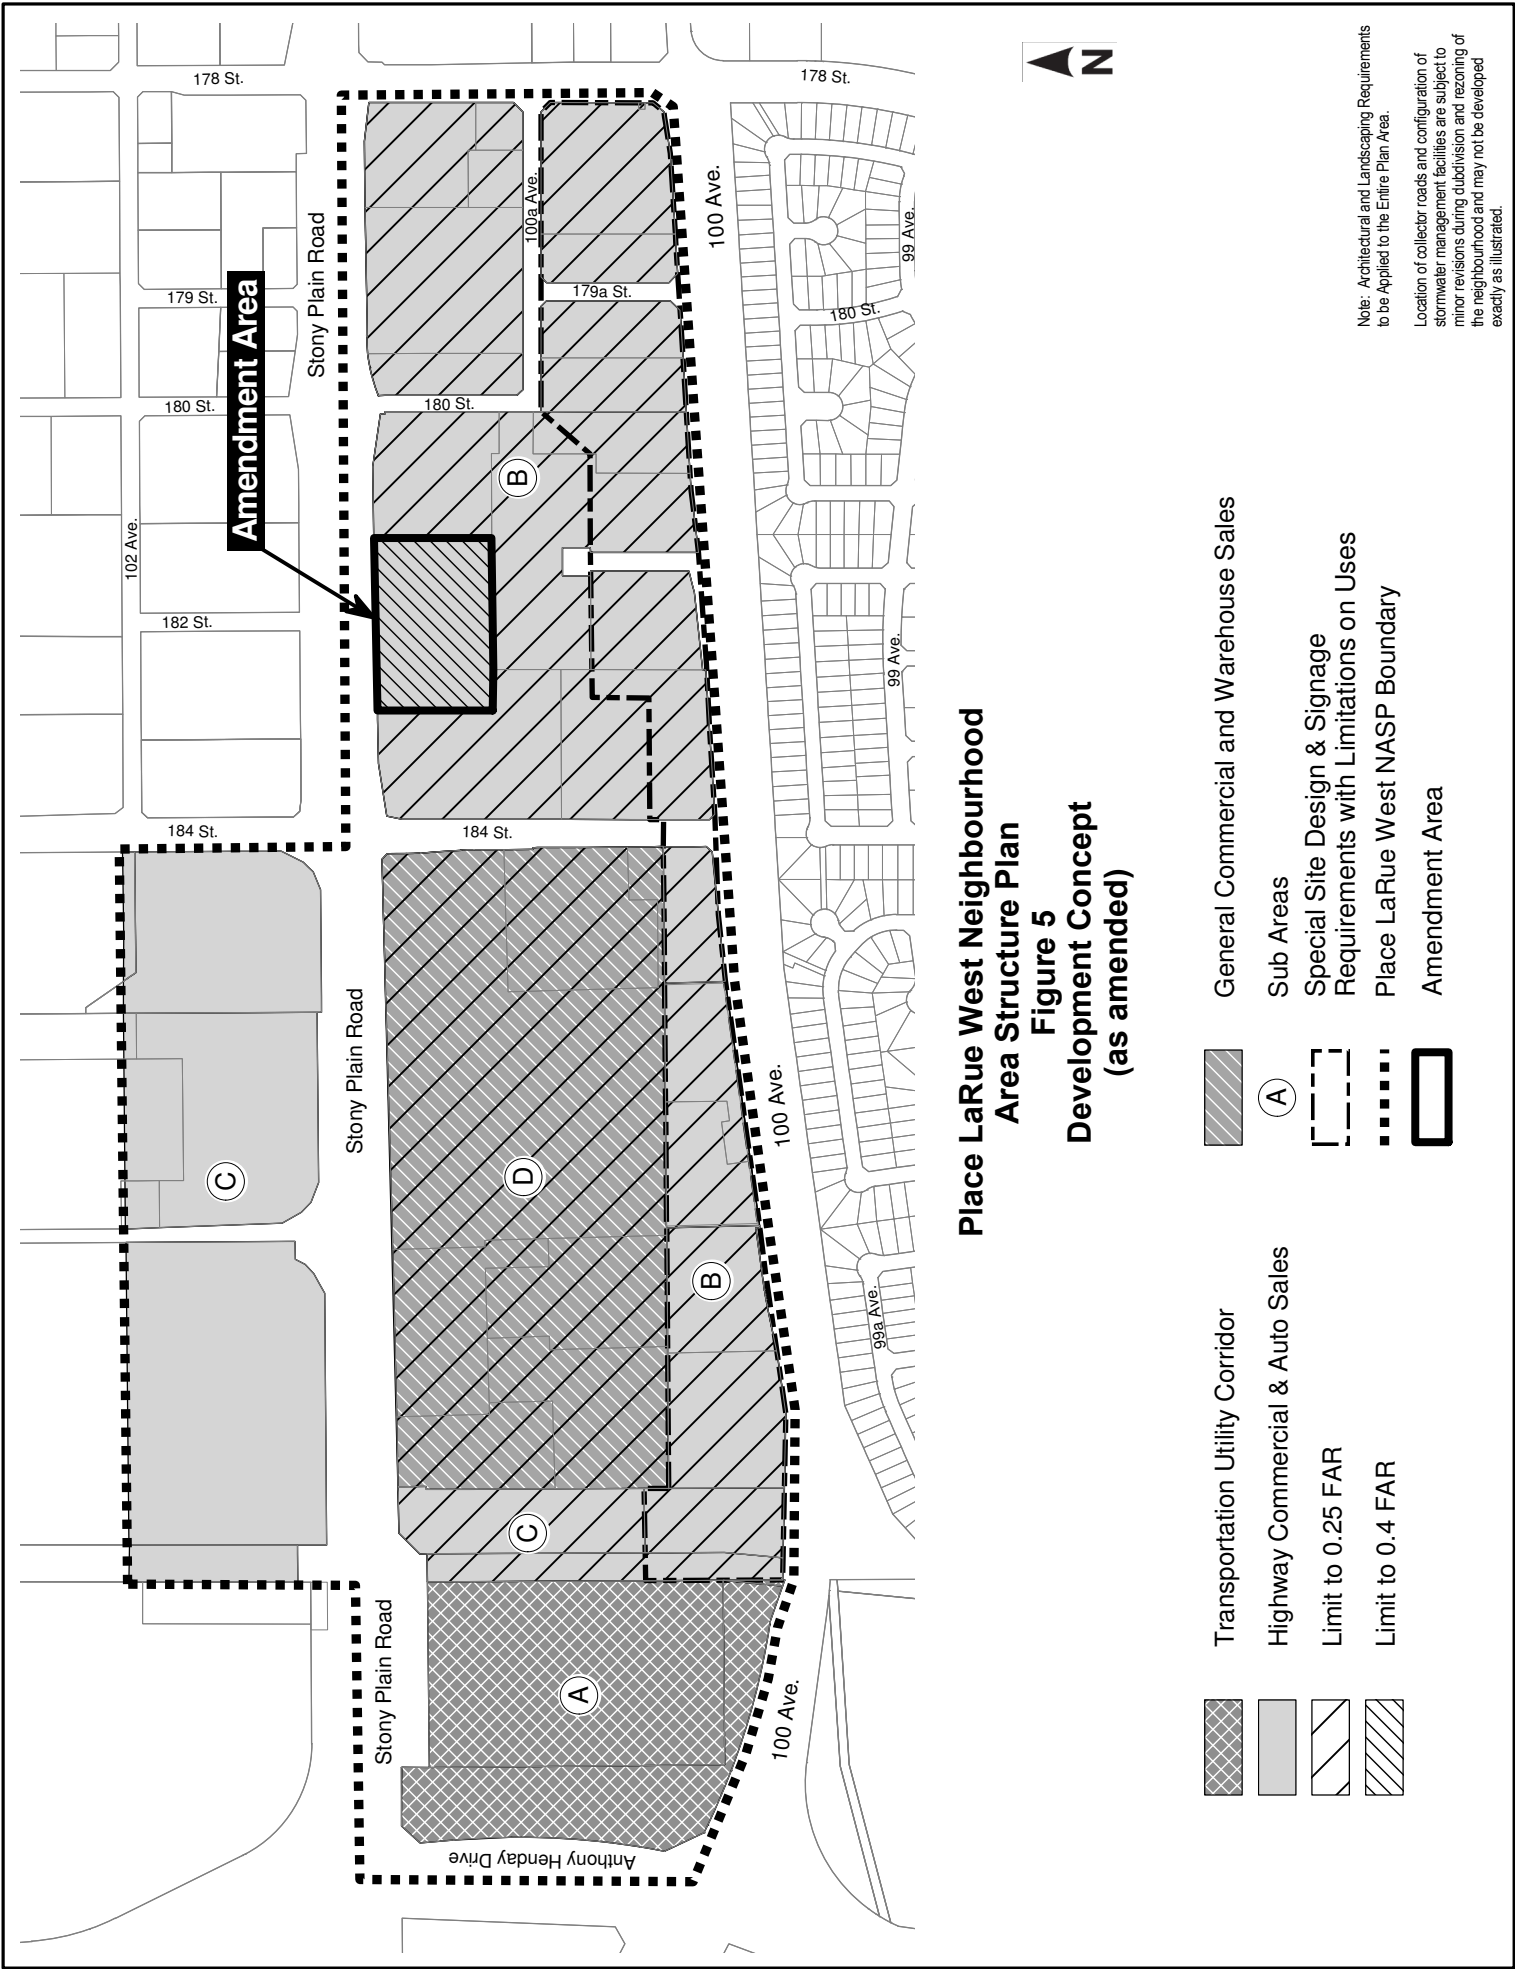 178 St.
178 St.
Stony Plain Road
100a Ave.
100 Ave.
99 Ave.
179 St.
179a St.
180 St.
Amendment Area
180 St.
180 St.
B
102 Ave.
182 St.
99 Ave.
184 St.
184 St.
Stony Plain Road
C
D
100 Ave.
B
99a Ave.
C
Stony Plain Road
A
100 Ave.
Anthony Henday Drive
N
Place LaRue West Neighbourhood
Area Structure Plan
Figure 5
Development Concept
(as amended)
Transportation Utility Corridor
Highway Commercial & Auto Sales
Limit to 0.25 FAR
Limit to 0.4 FAR
General Commercial and Warehouse Sales
A
Sub Areas
Special Site Design & Signage
Requirements with Limitations on Uses
Place LaRue West NASP Boundary
Amendment Area
Note: Architectural and Landscaping Requirements
to be Applied to the Entire Plan Area.
Location of collector roads and configuration of
stormwater management facilities are subject to
minor revisions during dubdivision and rezoning of
the neighbourhood and may not be developed
exactly as illustrated.